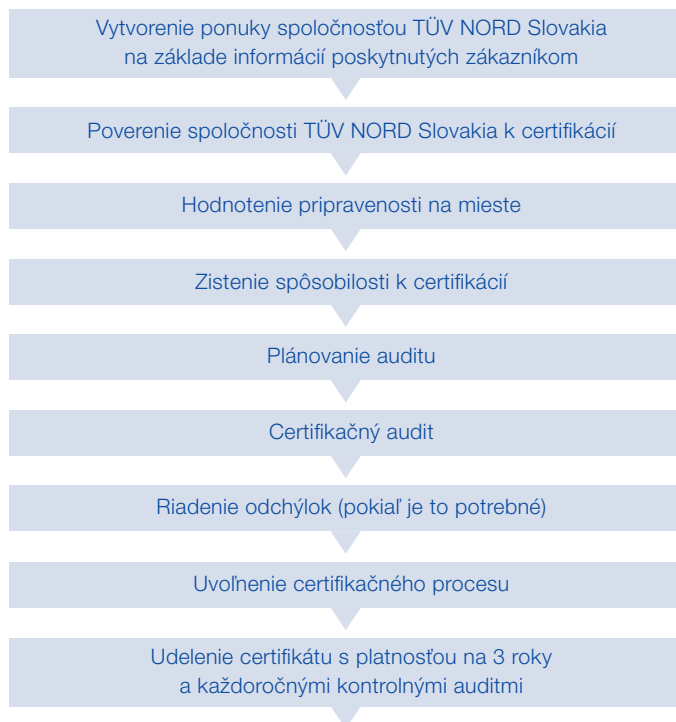 Vytvorenie ponuky spoločnosťou TÜV NORD Slovakia
na základe informácií poskytnutých zákazníkom
Poverenie spoločnosti TÜV NORD Slovakia k certifikácií
Hodnotenie pripravenosti na mieste
Zistenie spôsobilosti k certifikácií
Plánovanie auditu
Certifikačný audit
Riadenie odchýlok (pokiaľ je to potrebné)
Uvoľnenie certifikačného procesu
Udelenie certifikátu s platnosťou na 3 roky
a každoročnými kontrolnými auditmi